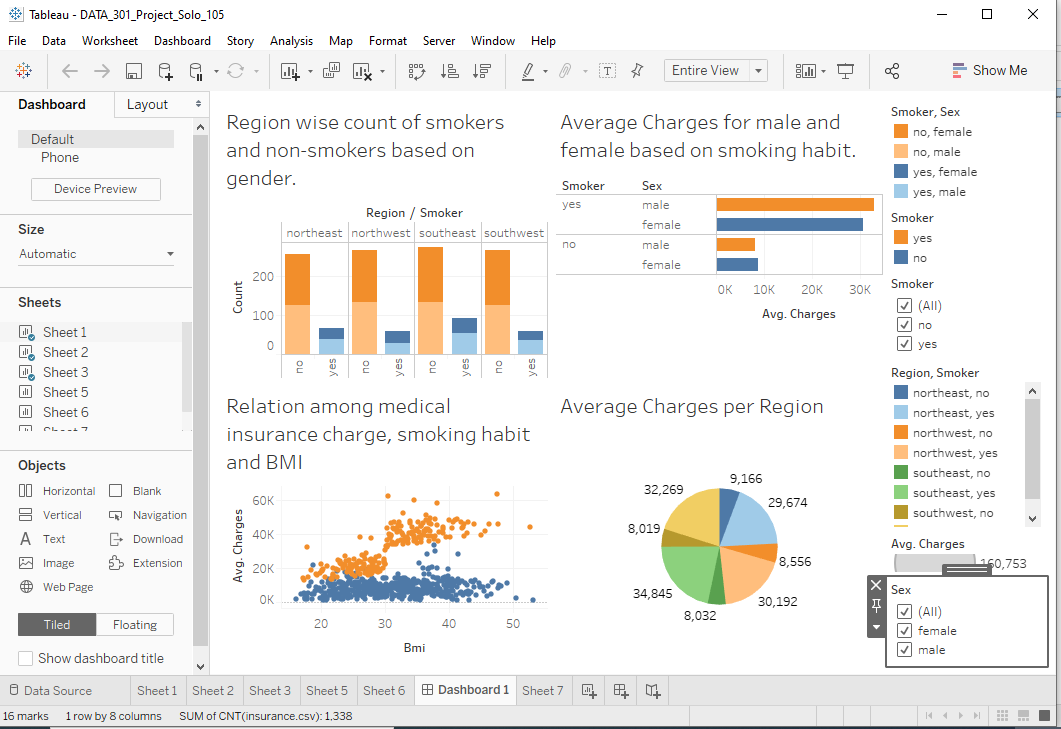 Tableau - DATA_301_Project_Solo_105
File Data Worksheet Dashboard Story Analysis Map Format Server Window Help
Entire View
Show Me
Dashboard Layout
Default
Phone
Device Preview
Size
Automatic
Sheets
Sheet 1
Sheet 2
Sheet 3
Sheet 5
Sheet 6
Objects
Horizontal Blank
Vertical Navigation
Text Download
Image Extension
Web Page
Tiled Floating
Show dashboard title
Region wise count of smokers
and non-smokers based on
gender.
Region / Smoker
northeast northwest southeast southwest
Count
200
100
0
no yes no yes no yes no yes
Average Charges for male and
female based on smoking habit.
Smoker Sex
yes male
female
no male
female
0K 10K 20K 30K
Avg. Charges
Relation among medical
insurance charge, smoking habit
and BMI
Avg. Charges
60K
40K
20K
0K
20 30 40 50
Bmi
Average Charges per Region
9,166
29,674
8,556
30,192
8,032
34,845
8,019
32,269
Smoker, Sex
no, female
no, male
yes, female
yes, male
Smoker
yes
no
Smoker
(All)
no
yes
Region, Smoker
northeast, no
northeast, yes
northwest, no
northwest, yes
southeast, no
southeast, yes
southwest, no
Avg. Charges
160,753
Sex
(All)
female
male
Data Source Sheet 1 Sheet 2 Sheet 3 Sheet 5 Sheet 6 Dashboard 1 Sheet 7
16 marks 1 row by 8 columns SUM of CNT(insurance.csv): 1,338